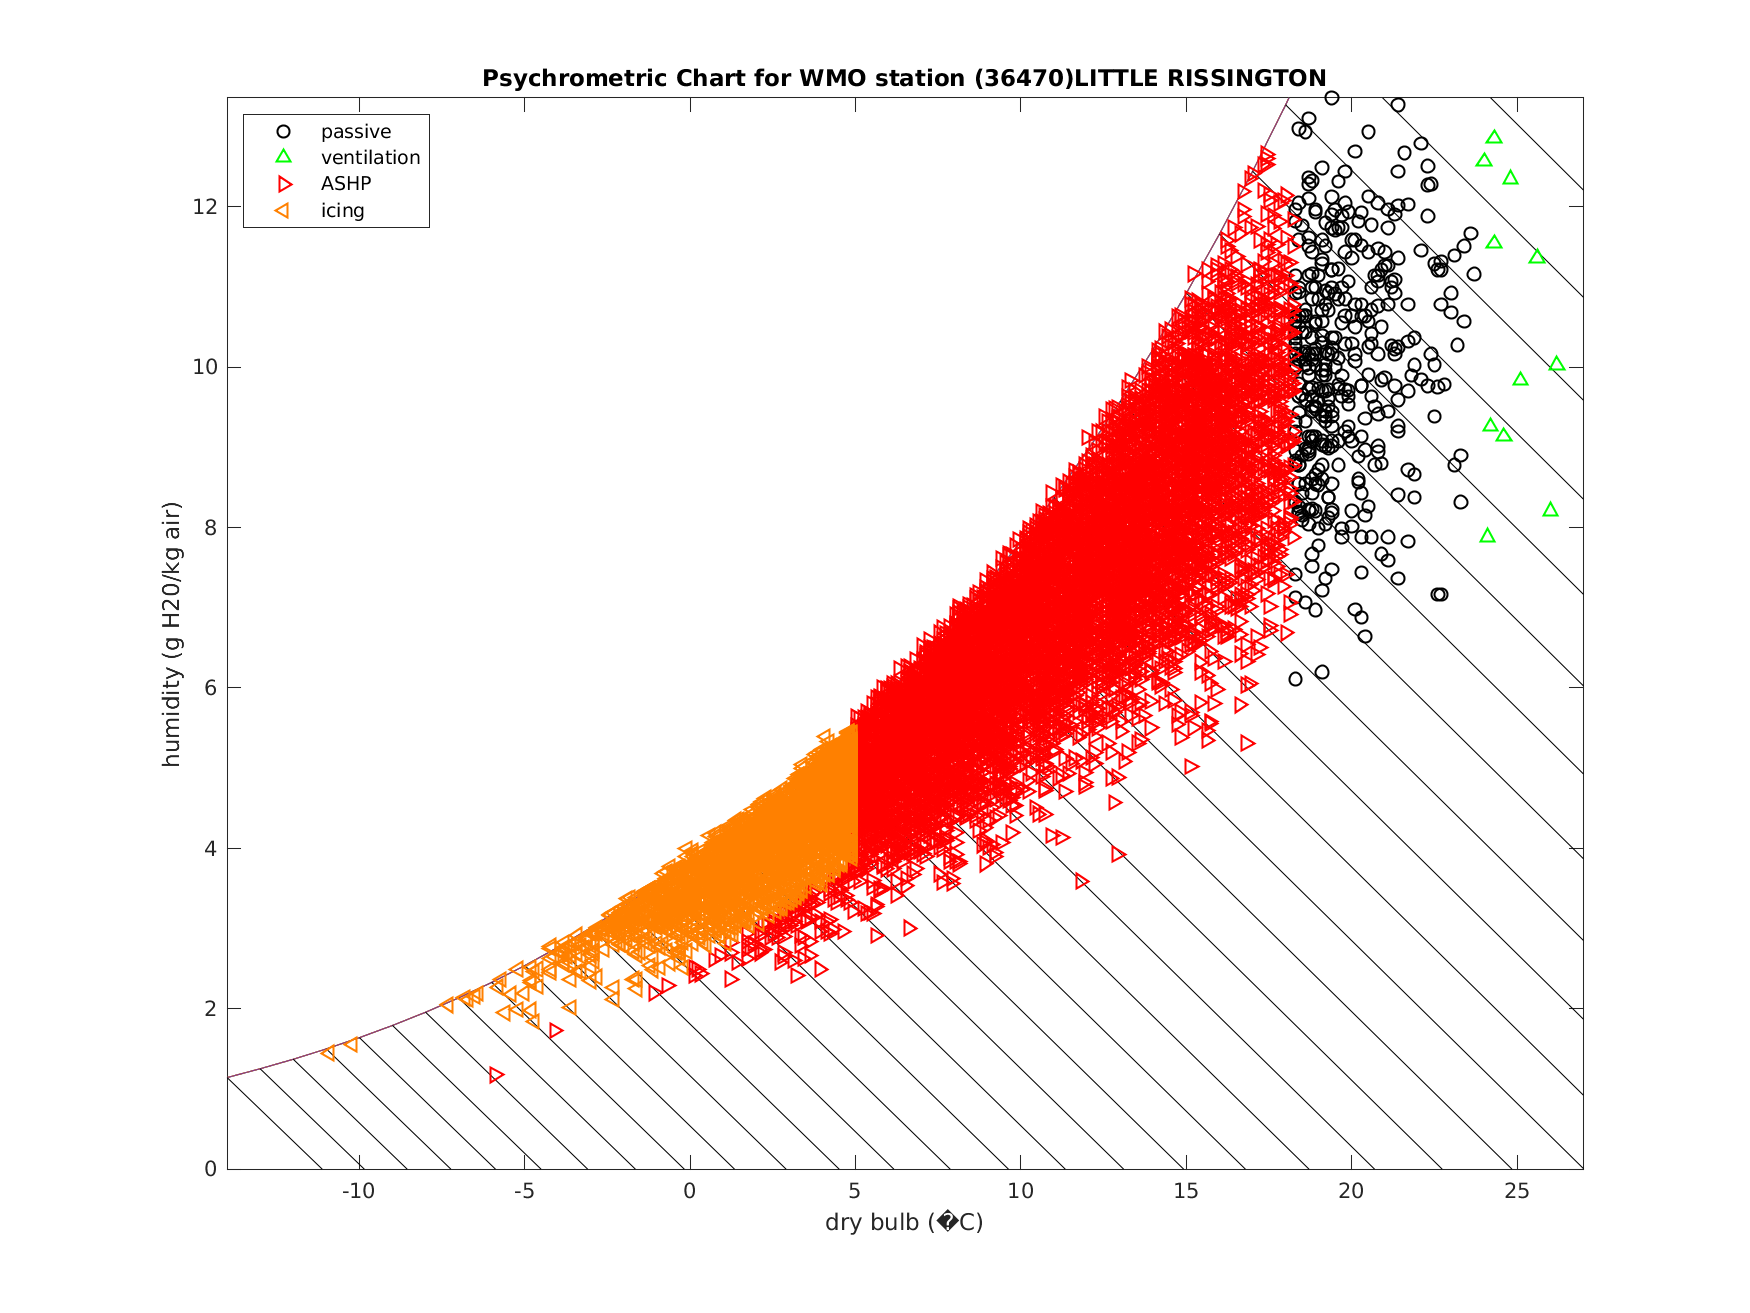 Psychrometric Chart for WMO station (36470)LITTLE RISSINGTON
passive
ventilation
ASHP
icing
humidity (g H20/kg air)
12
10
8
6
4
2
0
-10 -5 0 5 10 15 20 25
dry bulb (�C)